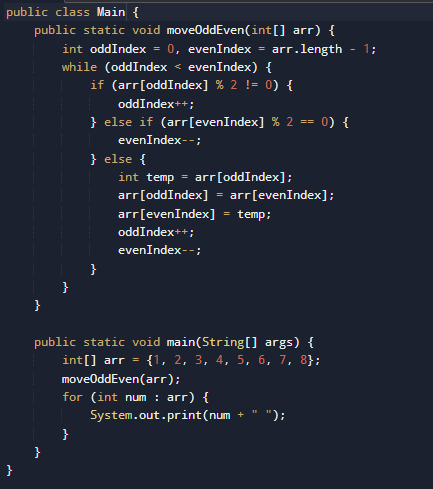 public class Main {
    public static void moveOddEven(int[] arr) {
        int oddIndex = 0, evenIndex = arr.length - 1;
        while (oddIndex < evenIndex) {
            if (arr[oddIndex] % 2 != 0) {
                oddIndex++;
            } else if (arr[evenIndex] % 2 == 0) {
                evenIndex--;
            } else {
                int temp = arr[oddIndex];
                arr[oddIndex] = arr[evenIndex];
                arr[evenIndex] = temp;
                oddIndex++;
                evenIndex--;
            }
        }
    }

    public static void main(String[] args) {
        int[] arr = {1, 2, 3, 4, 5, 6, 7, 8};
        moveOddEven(arr);
        for (int num : arr) {
            System.out.print(num + " ");
        }
    }
}